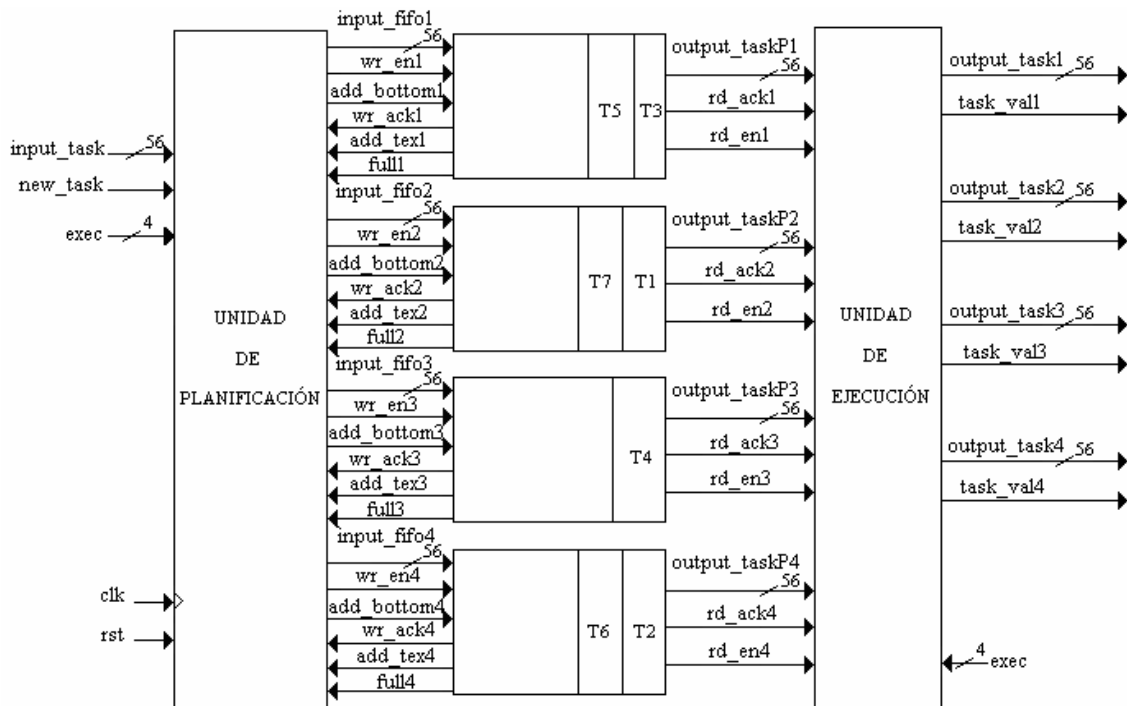 input_task
56
new_task
exec
4
clk
rst
UNIDAD
DE
PLANIFICACIÓN
input_fifo1
56
wr_en1
add_bottom1
wr_ack1
add_tex1
full1
T5
T3
output_taskP1
56
rd_ack1
rd_en1
input_fifo2
56
wr_en2
add_bottom2
wr_ack2
add_tex2
full2
T7
T1
output_taskP2
56
rd_ack2
rd_en2
input_fifo3
56
wr_en3
add_bottom3
wr_ack3
add_tex3
full3
T4
output_taskP3
56
rd_ack3
rd_en3
input_fifo4
56
wr_en4
add_bottom4
wr_ack4
add_tex4
full4
T6
T2
output_taskP4
56
rd_ack4
rd_en4
UNIDAD
DE
EJECUCIÓN
output_task1
56
task_val1
output_task2
56
task_val2
output_task3
56
task_val3
output_task4
56
task_val4
4
exec